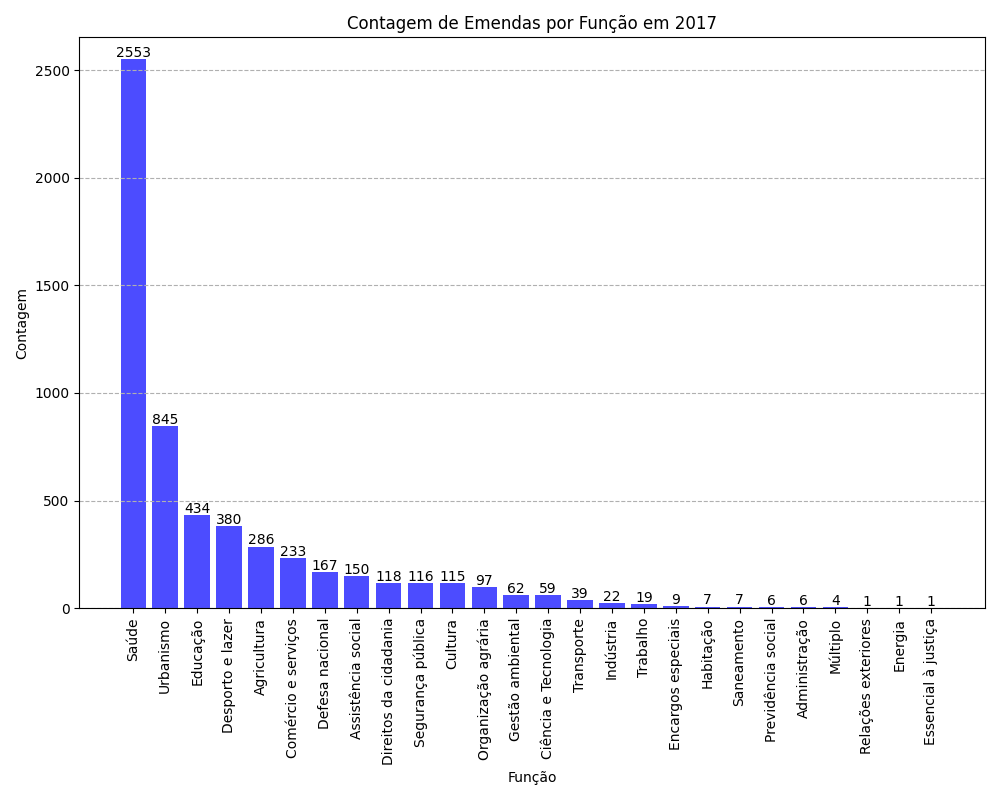 Contagem de Emendas por Função em 2017
Contagem
2500
2000
1500
1000
500
0
2553
845
434
380
286
233
167
150
118
116
115
97
62
59
39
22
19
9
7
7
6
6
4
1
1
1
Saúde
Urbanismo
Educação
Desporto e lazer
Agricultura
Comércio e serviços
Defesa nacional
Assistência social
Direitos da cidadania
Segurança pública
Cultura
Organização agrária
Gestão ambiental
Ciência e Tecnologia
Transporte
Indústria
Trabalho
Encargos especiais
Habitação
Saneamento
Previdência social
Administração
Múltiplo
Relações exteriores
Energia
Essencial à justiça
Função